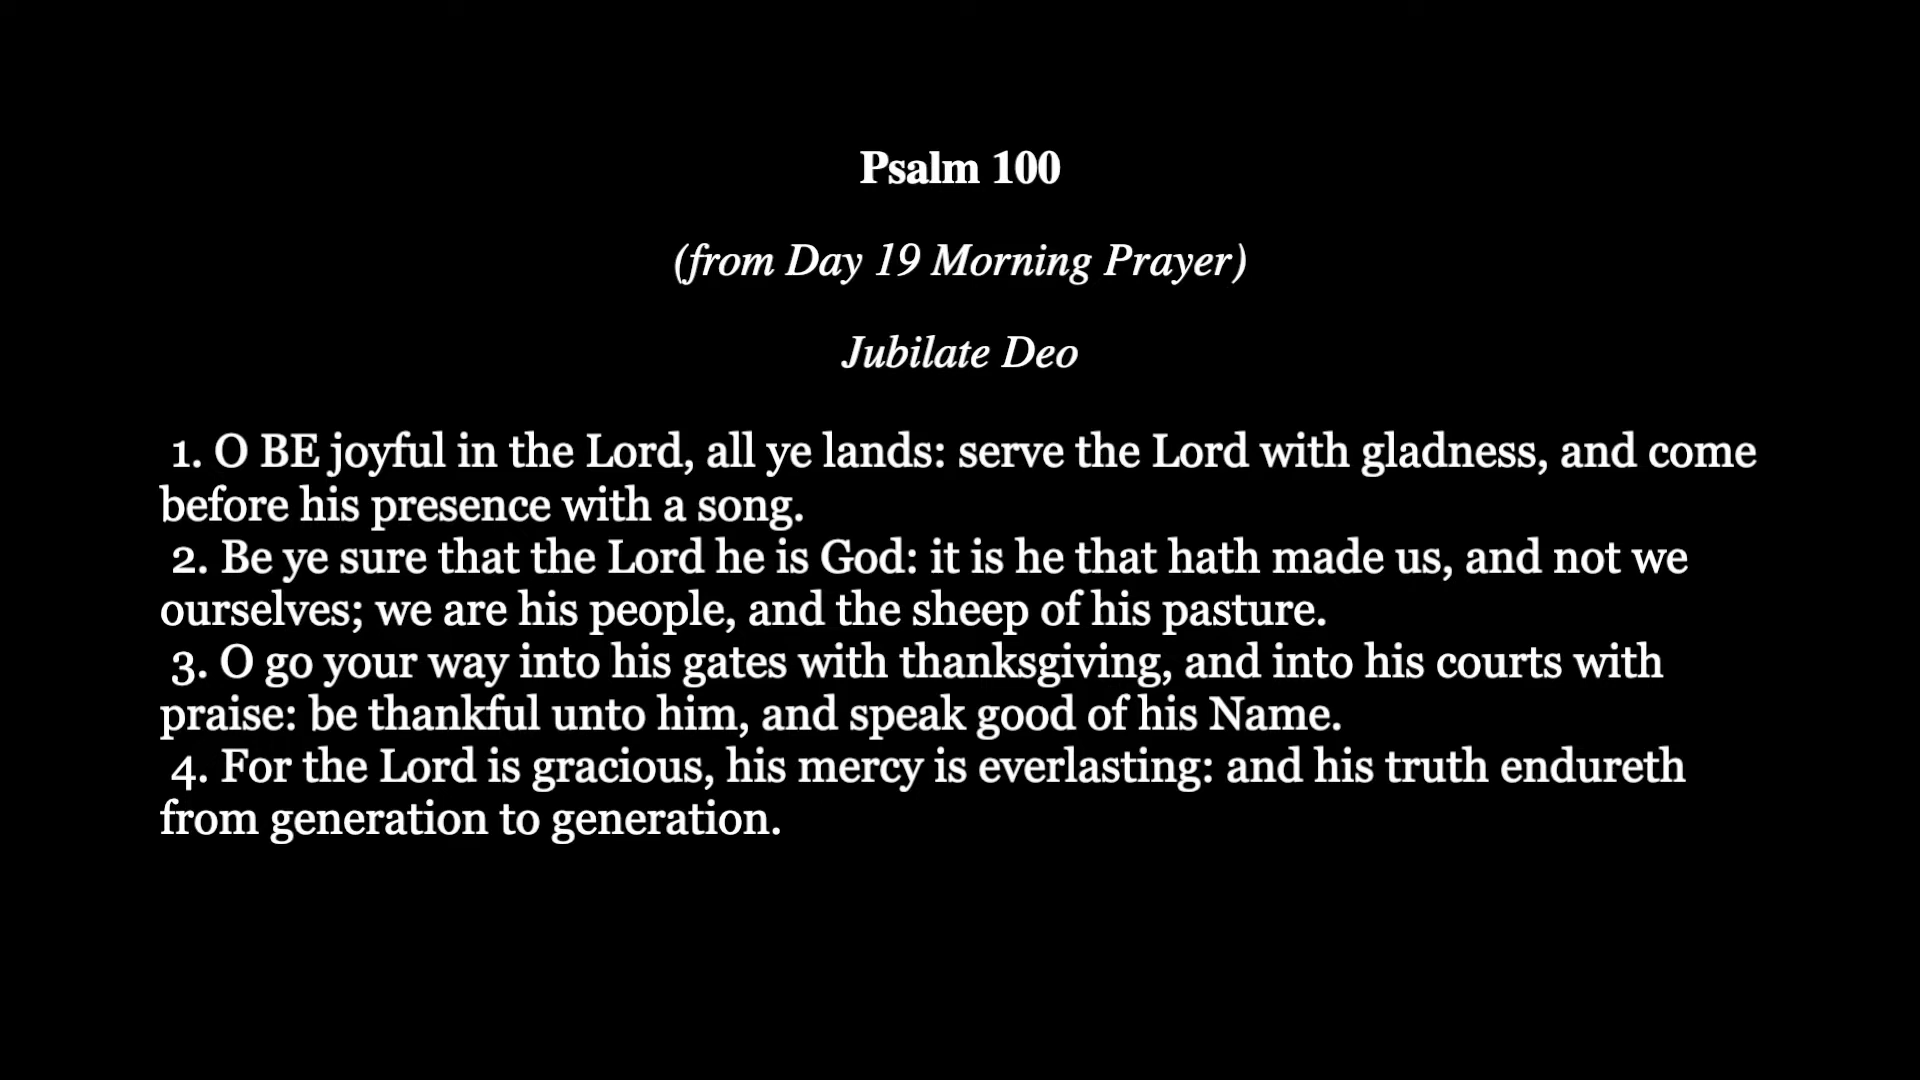 Psalm 100
(from Day 19 Morning Prayer)
Jubilate Deo
1. O BE joyful in the Lord, all ye lands: serve the Lord with gladness, and come
before his presence with a song.
2. Be ye sure that the Lord he is God: it is he that hath made us, and not we
ourselves; we are his people, and the sheep of his pasture.
3. O go your way into his gates with thanksgiving, and into his courts with
praise: be thankful unto him, and speak good of his Name.
4. For the Lord is gracious, his mercy is everlasting: and his truth endureth
from generation to generation.